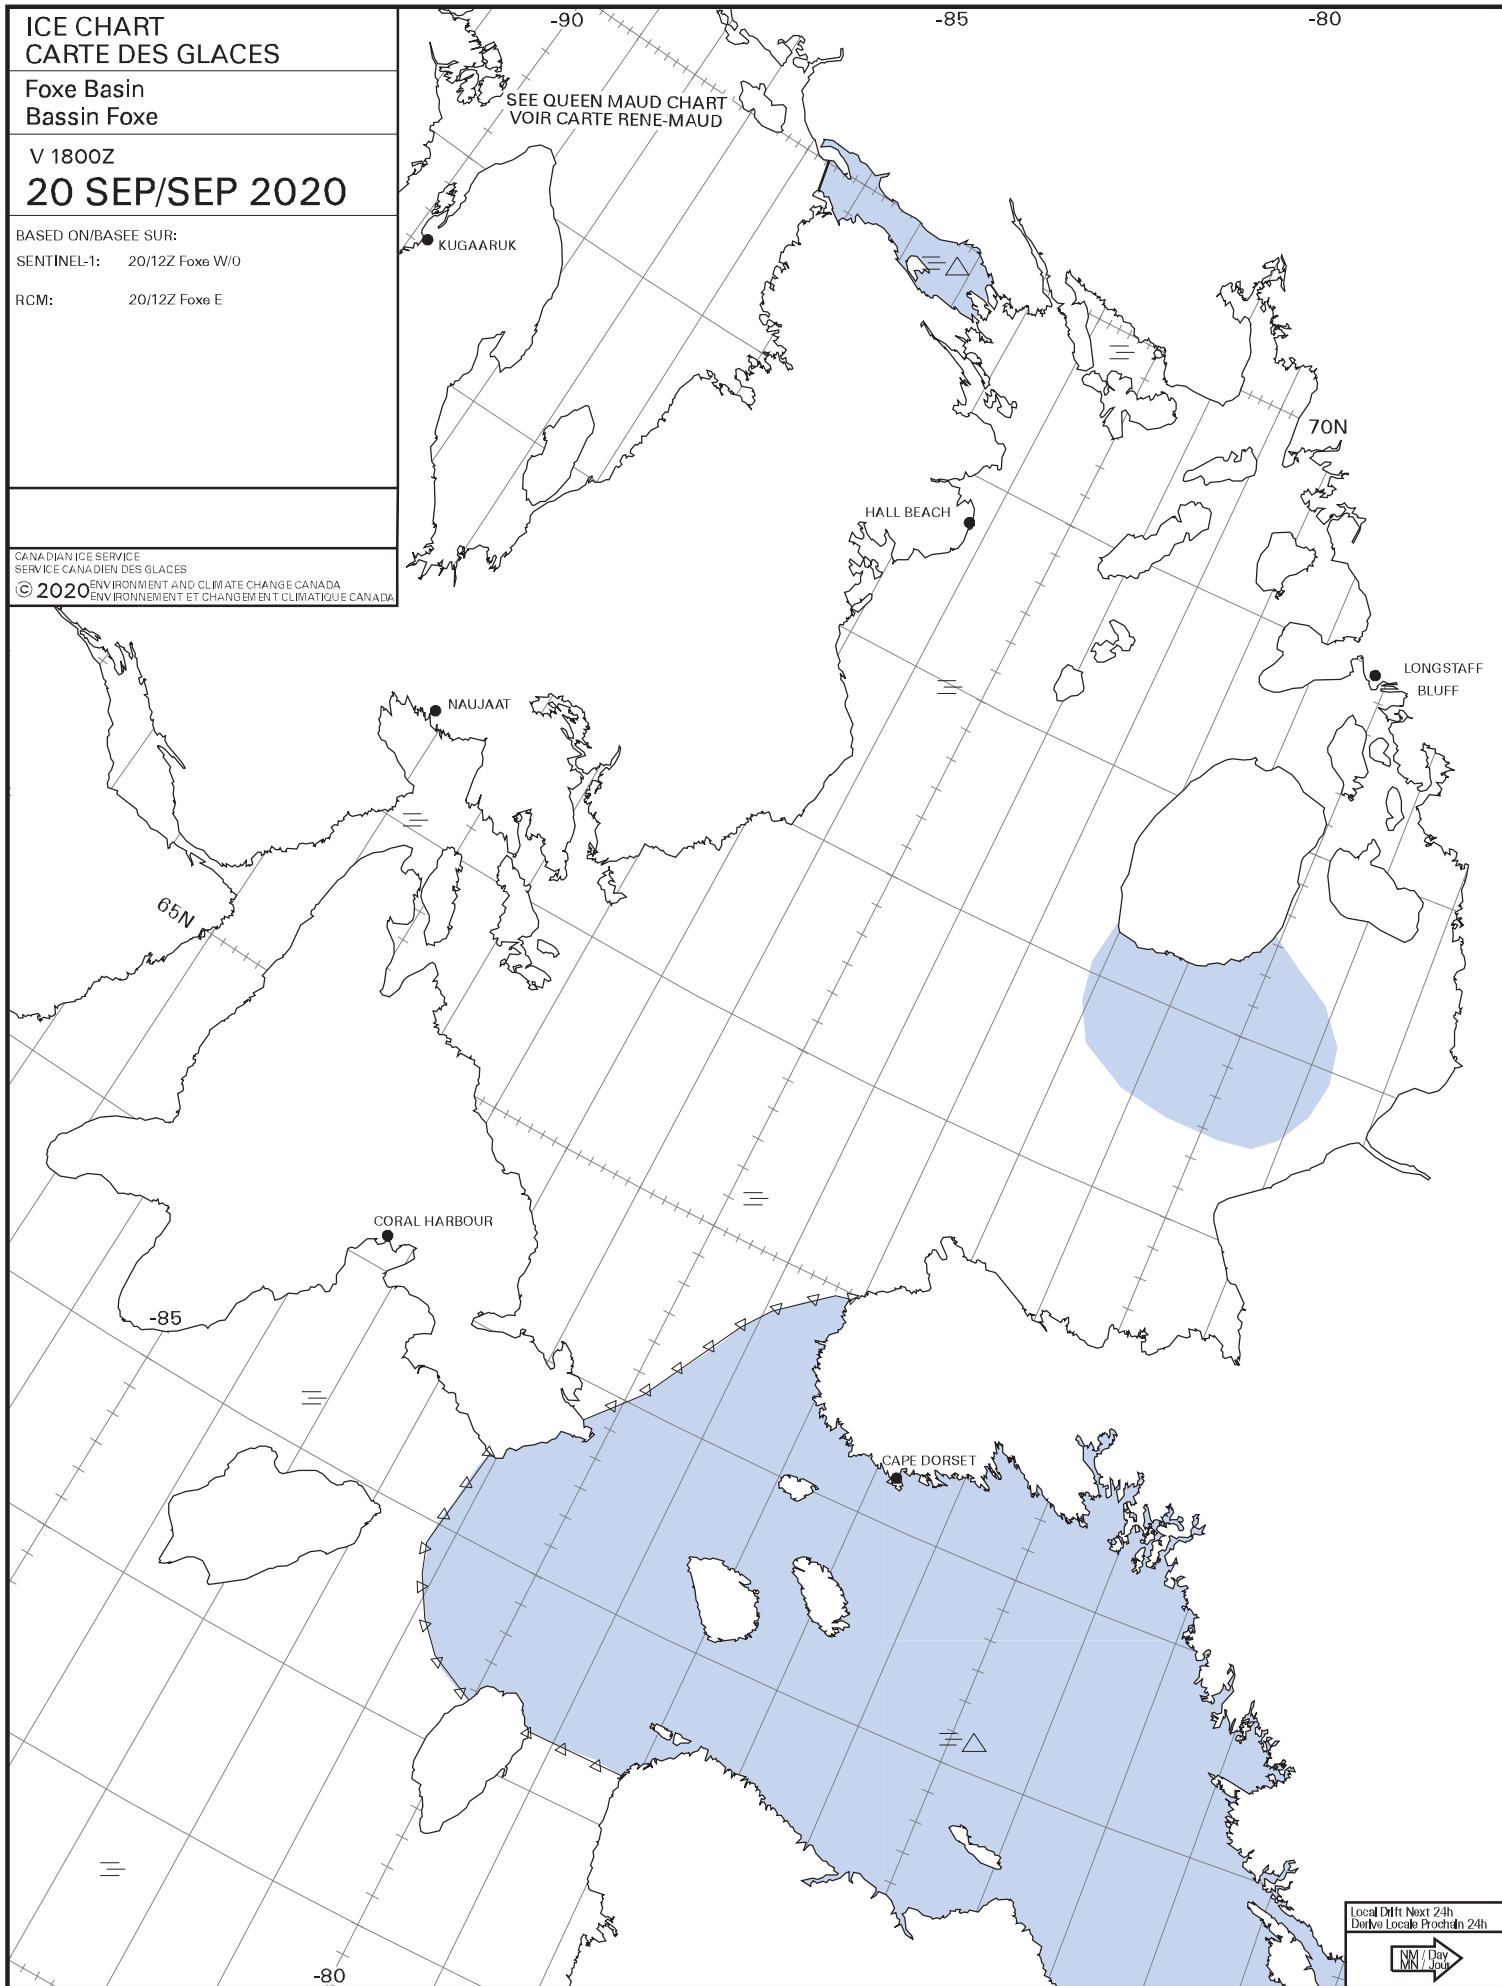 ICE CHART
CARTE DES GLACES
Foxe Basin
Bassin Foxe
V 1800Z
20 SEP/SEP 2020
BASED ON/BASEE SUR:
SENTINEL-1: 20/12Z Foxe W/0
RCM: 20/12Z Foxe E
CANADIAN ICE SERVICE
SERVICE CANADIEN DES GLACES
© 2020 ENVIRONMENT AND CLIMATE CHANGE CANADA
ENVIRONNEMENT ET CHANGEMENT CLIMATIQUE CANADA
-90
-85
-80
SEE QUEEN MAUD CHART
VOIR CARTE RENE-MAUD
KUGAARUK
70N
HALL BEACH
LONGSTAFF
BLUFF
NAUJAAT
65N
CORAL HARBOUR
-85
CAPE DORSET
-80
Local Drift Next 24h
Derive Locale Prochain 24h
NM / Day
MN / Jour